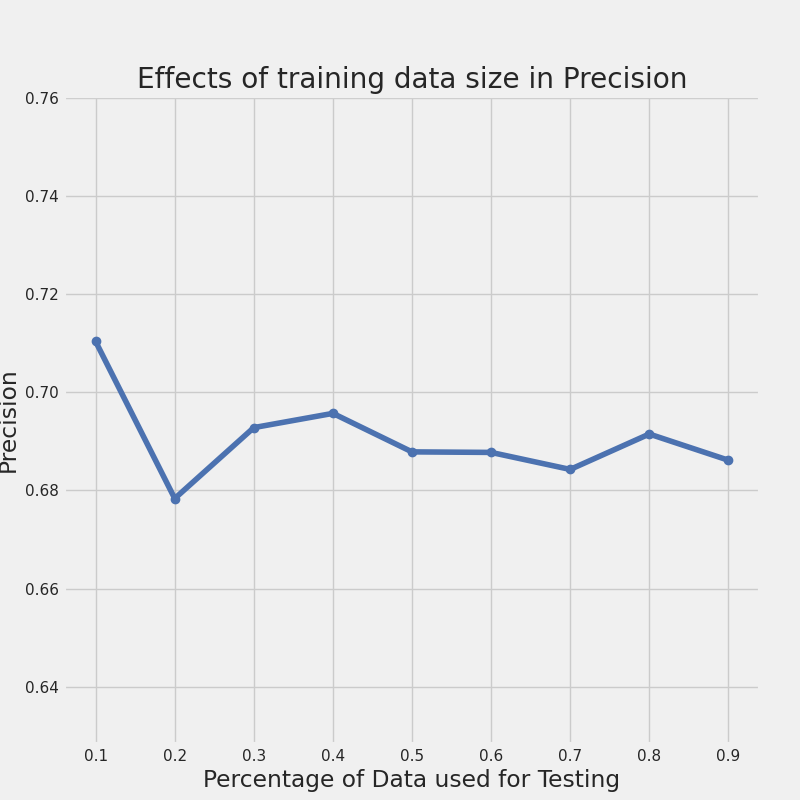 Effects of training data size in Precision
0.76
0.74
0.72
0.70
0.68
0.66
0.64
Precision
0.1 0.2 0.3 0.4 0.5 0.6 0.7 0.8 0.9
Percentage of Data used for Testing